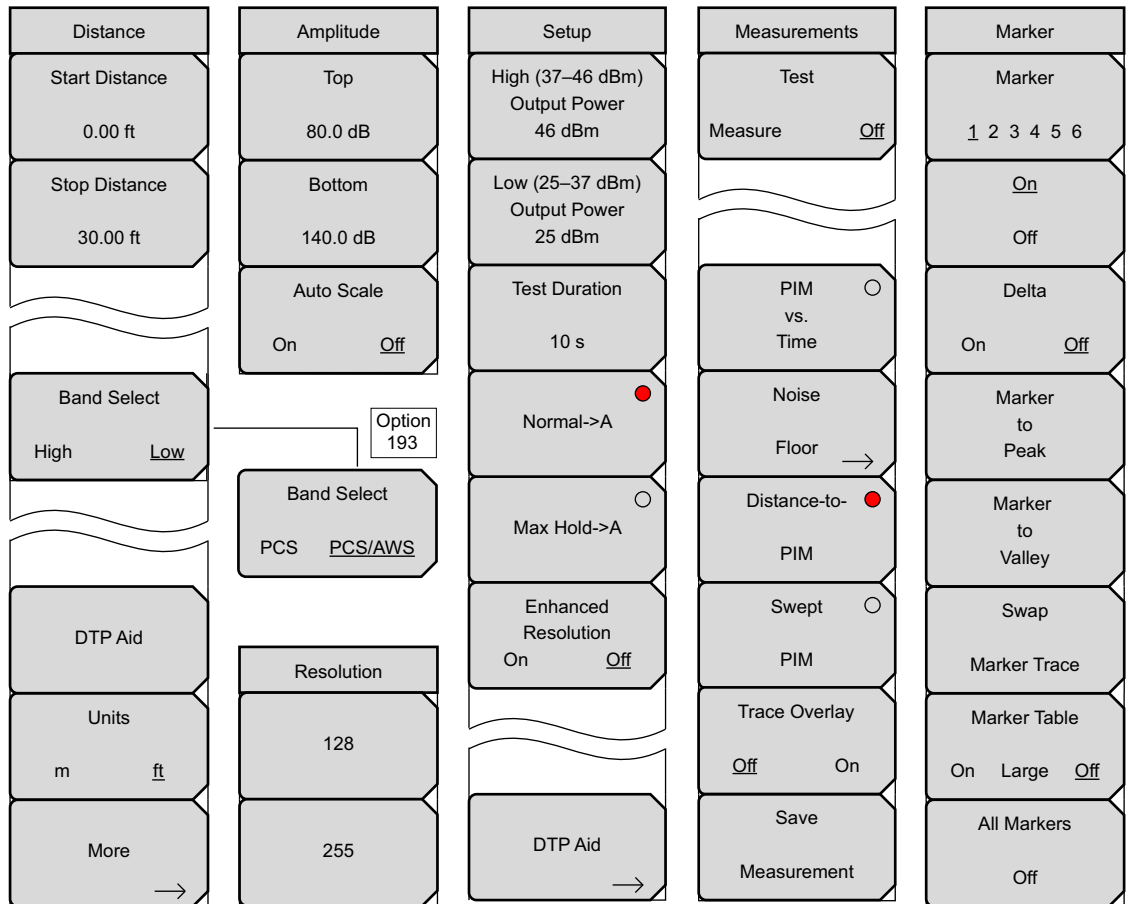 Distance
Start Distance
0.00 ft
Stop Distance
30.00 ft
Band Select
High Low
DTP Aid
Units
m ft
More
Amplitude
Top
80.0 dB
Bottom
140.0 dB
Auto Scale
On Off
Option
193
Band Select
PCS PCS/AWS
Resolution
128
255
Setup
High (37–46 dBm)
Output Power
46 dBm
Low (25–37 dBm)
Output Power
25 dBm
Test Duration
10 s
Normal->A
Max Hold->A
Enhanced
Resolution
On Off
DTP Aid
Measurements
Test
Measure Off
PIM
vs.
Time
Noise
Floor
Distance-to-
PIM
Swept
PIM
Trace Overlay
Off On
Save
Measurement
Marker
Marker
1 2 3 4 5 6
On
Off
Delta
On Off
Marker
to
Peak
Marker
to
Valley
Swap
Marker Trace
Marker Table
On Large Off
All Markers
Off